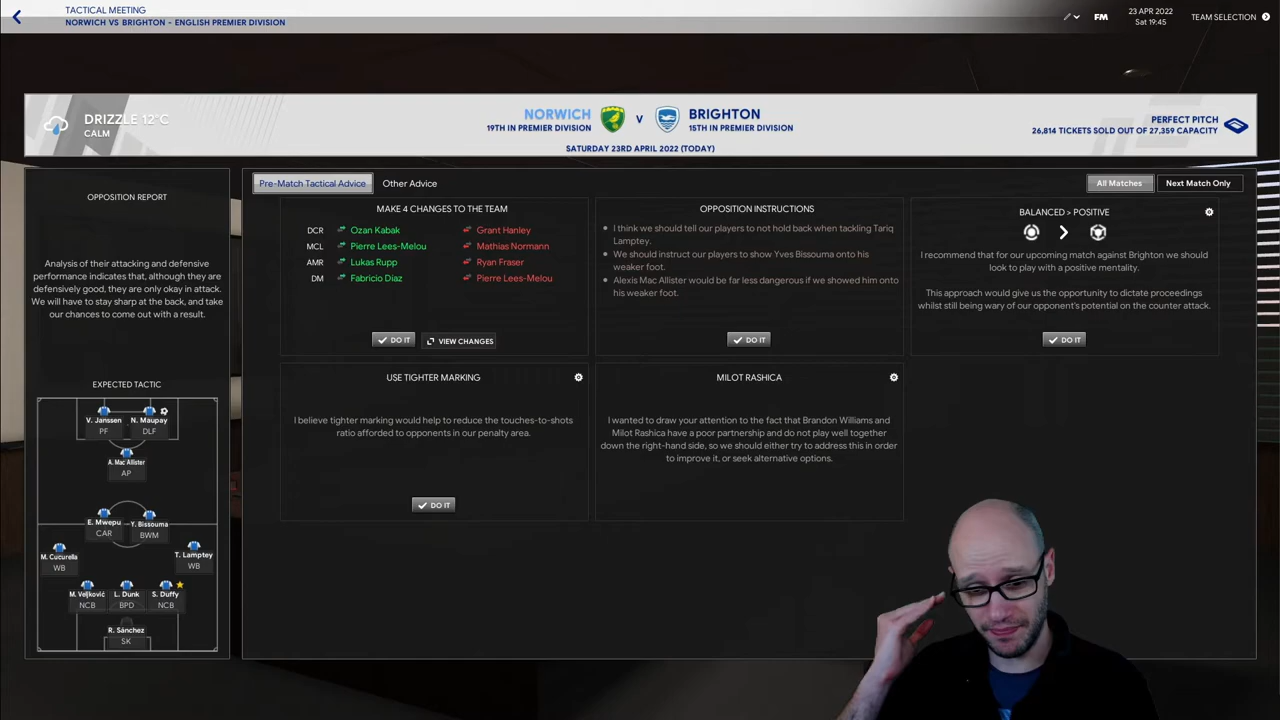 TACTICAL MEETING
NORWICH VS BRIGHTON - ENGLISH PREMIER DIVISION
FM
23 APR 2022
Sat 19:45
TEAM SELECTION
DRIZZLE 12°C
CALM
NORWICH
19TH IN PREMIER DIVISION
V
BRIGHTON
15TH IN PREMIER DIVISION
SATURDAY 23RD APRIL 2022 (TODAY)
PERFECT PITCH
26,814 TICKETS SOLD OUT OF 27,359 CAPACITY
OPPOSITION REPORT
Analysis of their attacking and defensive
performance indicates that, although they are
defensively good, they are only okay in attack.
We will have to stay sharp at the back, and take
our chances to come out with a result.
EXPECTED TACTIC
V. Janssen
PF
N. Maupay
DLF
A. Mac Allister
AP
E. Mwepu
CAR
Y. Bissouma
BWM
M. Cucurella
WB
T. Lamptey
WB
M. Veljković
NCB
L. Dunk
BPD
S. Duffy
NCB
R. Sánchez
SK
Pre-Match Tactical Advice
Other Advice
All Matches
Next Match Only
MAKE 4 CHANGES TO THE TEAM
DCR Ozan Kabak Grant Hanley
MCL Pierre Lees-Melou Mathias Normann
AMR Lukas Rupp Ryan Fraser
DM Fabricio Díaz Pierre Lees-Melou
DO IT
VIEW CHANGES
OPPOSITION INSTRUCTIONS
I think we should tell our players to not hold back when tackling Tariq
Lamptey.
We should instruct our players to show Yves Bissouma onto his
weaker foot.
Alexis Mac Allister would be far less dangerous if we showed him onto
his weaker foot.
DO IT
BALANCED > POSITIVE
I recommend that for our upcoming match against Brighton we should
look to play with a positive mentality.
This approach would give us the opportunity to dictate proceedings
whilst still being wary of our opponent's potential on the counter attack.
DO IT
USE TIGHTER MARKING
I believe tighter marking would help to reduce the touches-to-shots
ratio afforded to opponents in our penalty area.
DO IT
MILOT RASHICA
I wanted to draw your attention to the fact that Brandon Williams and
Milot Rashica have a poor partnership and do not play well together
down the right-hand side, so we should either try to address this in order
to improve it, or seek alternative options.